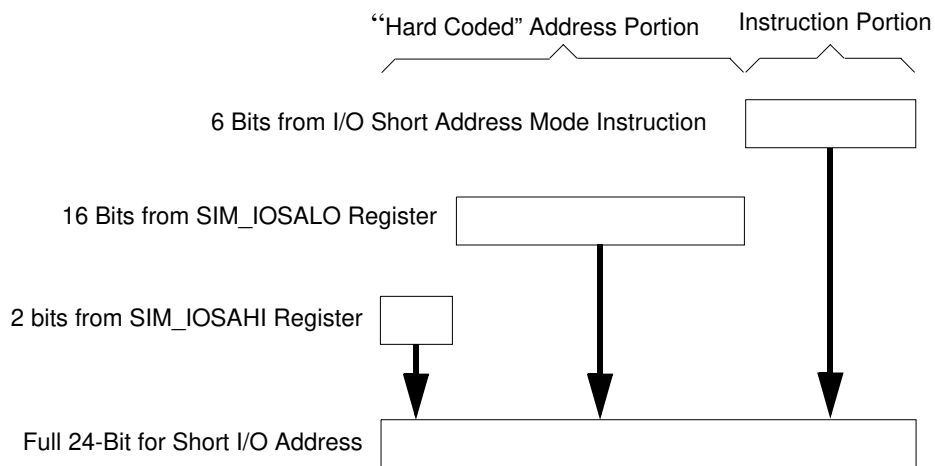 “Hard Coded” Address Portion
Instruction Portion
6 Bits from I/O Short Address Mode Instruction
16 Bits from SIM_IOSALO Register
2 bits from SIM_IOSAHI Register
Full 24-Bit for Short I/O Address